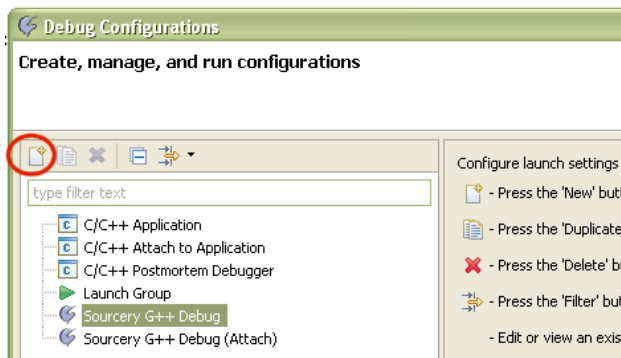 Debug Configurations
Create, manage, and run configurations
type filter text
C/C++ Application
C/C++ Attach to Application
C/C++ Postmortem Debugger
Launch Group
Sourcery G++ Debug
Sourcery G++ Debug (Attach)
Configure launch settings
- Press the 'New' but
- Press the 'Duplicate
- Press the 'Delete' b
- Press the 'Filter' but
- Edit or view an exis